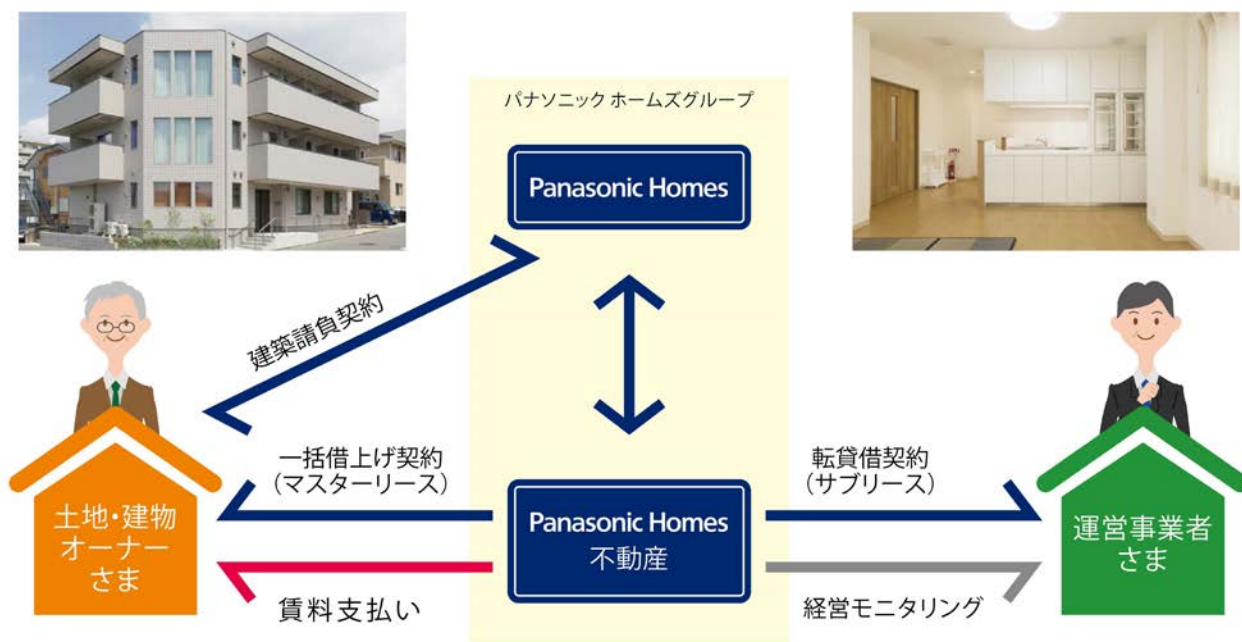 パナソニック ホームズグループ
Panasonic Homes
建築請負契約
一括借上げ契約
（マスターリース）
転貸借契約
（サブリース）
土地・建物
オーナー
さま
Panasonic Homes
不動産
運営事業者
さま
賃料支払い
経営モニタリング